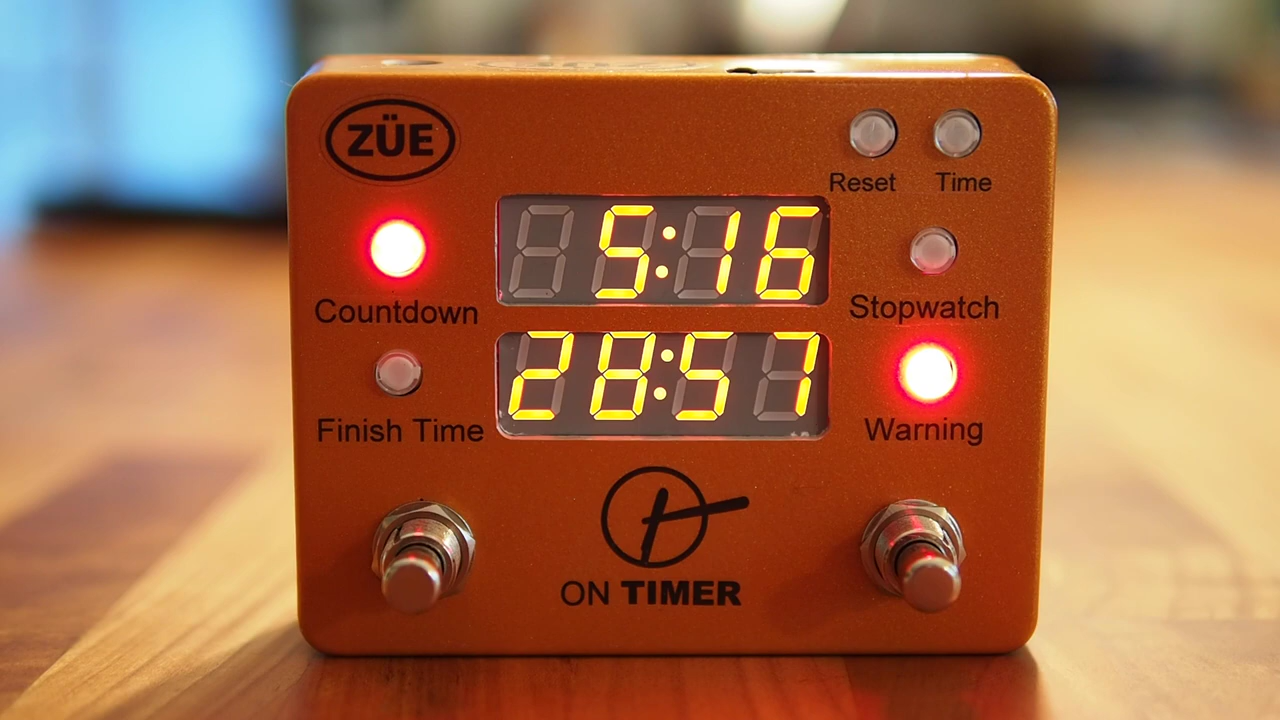 ZÜE
Reset
Time
5:16
Countdown
Stopwatch
28:57
Finish Time
Warning
ON TIMER